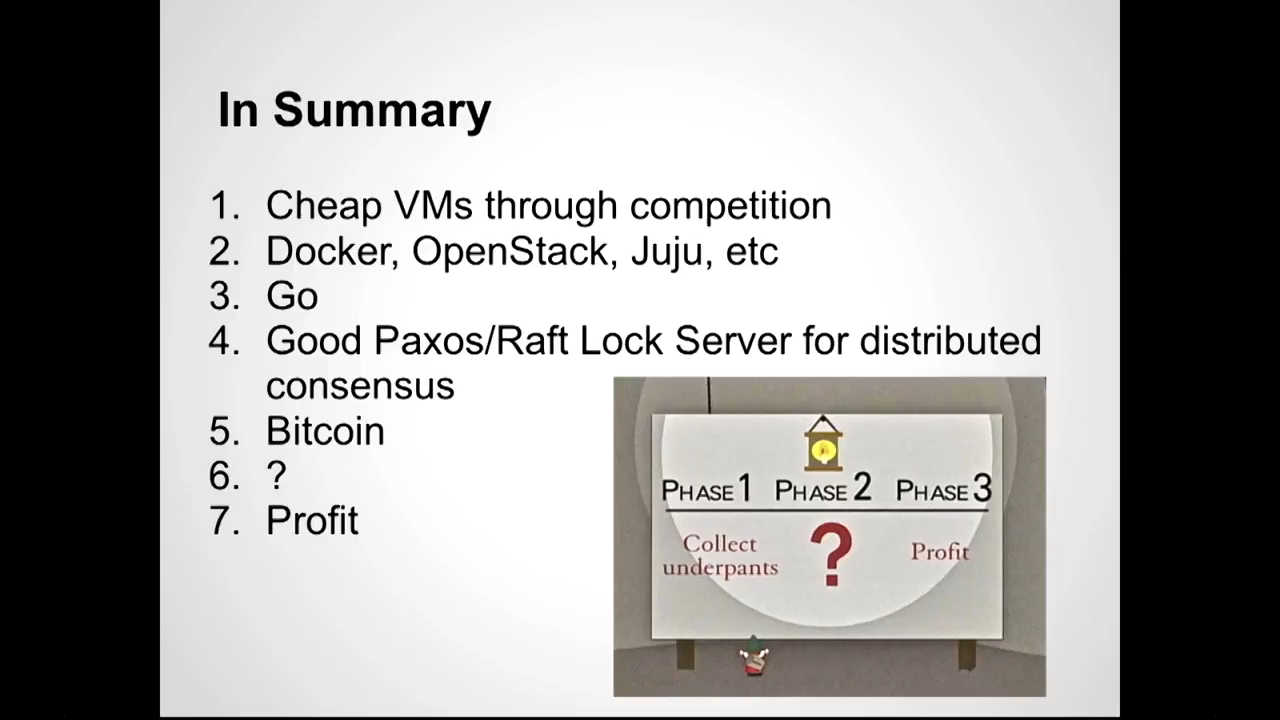 In Summary
1. Cheap VMs through competition
2. Docker, OpenStack, Juju, etc
3. Go
4. Good Paxos/Raft Lock Server for distributed
consensus
5. Bitcoin
6. ?
7. Profit
PHASE 1 PHASE 2 PHASE 3
Collect
underpants
?
Profit